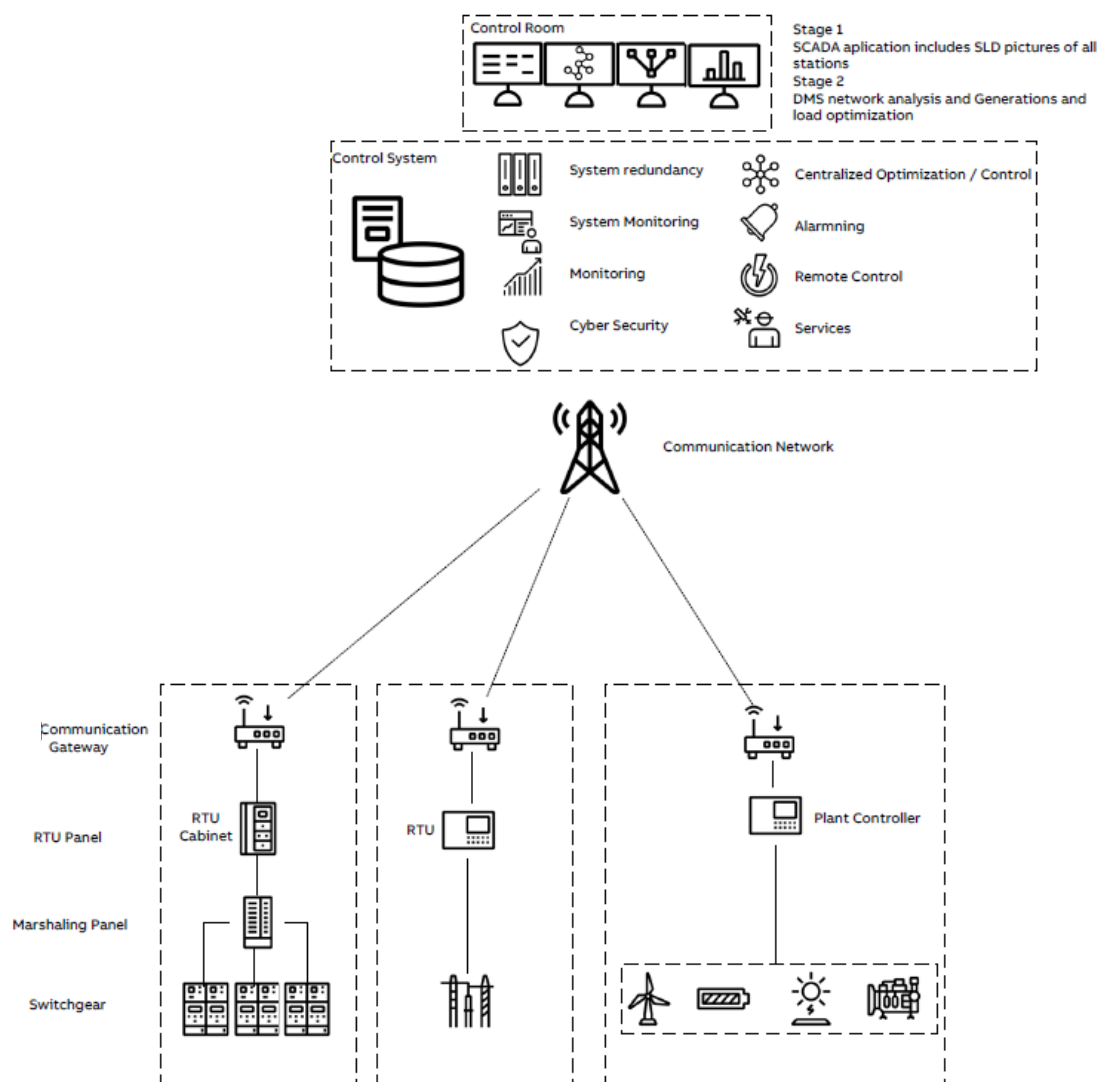 Control Room
Stage 1
SCADA aplication includes SLD pictures of all
stations
Stage 2
DMS network analysis and Generations and
load optimization
Control System
System redundancy
Centralized Optimization / Control
System Monitoring
Alarmning
Monitoring
Remote Control
Cyber Security
Services
Communication Network
Communication
Gateway
RTU Panel
RTU
Cabinet
RTU
Plant Controller
Marshaling Panel
Switchgear